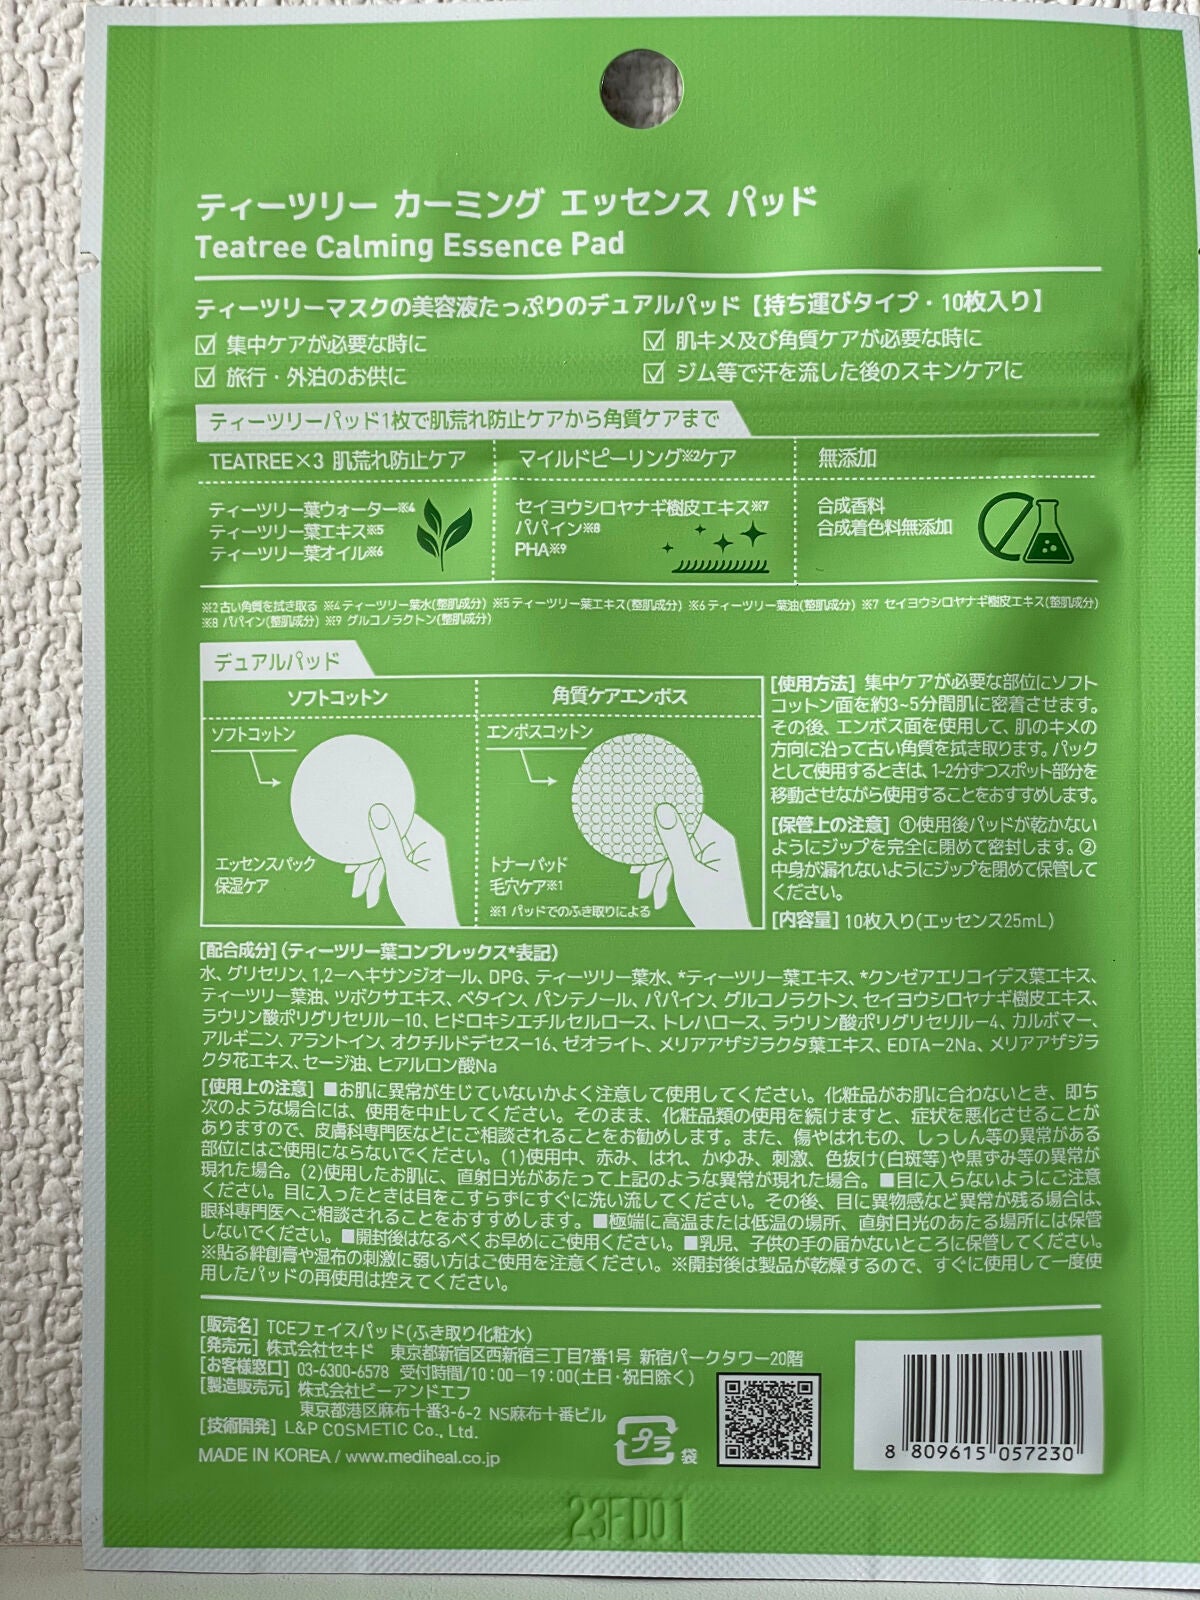 ティーツリー カーミング エッセンス パッド
Teatree Calming Essence Pad
ティーツリーマスクの美容液たっぷりのデュアルパッド【持ち運びタイプ・10枚入り】
☑ 集中ケアが必要な時に
☑ 肌キメ及び角質ケアが必要な時に
☑ 旅行・外泊のお供に
☑ ジム等で汗を流した後のスキンケアに
ティーツリーパッド1枚で肌荒れ防止ケアから角質ケアまで
TEATREE×3 肌荒れ防止ケア
ティーツリー葉ウォーター※4
ティーツリー葉エキス※5
ティーツリー葉オイル※6
マイルドピーリング※2ケア
セイヨウシロヤナギ樹皮エキス※7
パパイン※8
PHA※9
無添加
合成香料
合成着色料無添加
※2 古い角質を拭き取る ※4 ティーツリー葉水(整肌成分) ※5 ティーツリー葉エキス(整肌成分) ※6 ティーツリー葉油(整肌成分) ※7 セイヨウシロヤナギ樹皮エキス(整肌成分)
※8 パパイン(整肌成分) ※9 グルコノラクトン(整肌成分)
デュアルパッド
ソフトコットン
ソフトコットン
エッセンスパック
保湿ケア
角質ケアエンボス
エンボスコットン
トナーパッド
毛穴ケア※1
※1 パッドでのふき取りによる
[使用方法] 集中ケアが必要な部位にソフト
コットン面を約3~5分間肌に密着させます。
その後、エンボス面を使用して、肌のキメの
方向に沿って古い角質を拭き取ります。パック
として使用するときは、1-2分ずつスポット部分を
移動させながら使用することをおすすめします。
[保管上の注意] ①使用後パッドが乾かない
ようにジップを完全に閉めて密封します。②
中身が漏れないようにジップを閉めて保管して
ください。
[内容量] 10枚入り(エッセンス25mL)
[配合成分] (ティーツリー葉コンプレックス*表記)
水、グリセリン、1,2-ヘキサンジオール、DPG、ティーツリー葉水、*ティーツリー葉エキス、*クンゼアエリコイデス葉エキス、
ティーツリー葉油、ツボクサエキス、ベタイン、パンテノール、パパイン、グルコノラクトン、セイヨウシロヤナギ樹皮エキス、
ラウリン酸ポリグリセリル-10、ヒドロキシエチルセルロース、トレハロース、ラウリン酸ポリグリセリル-4、カルボマー、
アルギニン、アラントイン、オクチルドデセス-16、ゼオライト、メリアアザジラクタ葉エキス、EDTA-2Na、メリアアザジラ
クタ花エキス、セージ油、ヒアルロン酸Na
[使用上の注意] ■お肌に異常が生じていないかよく注意して使用してください。化粧品がお肌に合わないとき、即ち
次のような場合には、使用を中止してください。そのまま、化粧品類の使用を続けますと、症状を悪化させることが
ありますので、皮膚科専門医などにご相談されることをお勧めします。また、傷やはれもの、しっしん等の異常がある
部位にはご使用にならないでください。(1)使用中、赤み、はれ、かゆみ、刺激、色抜け(白斑等)や黒ずみ等の異常が
現れた場合。(2)使用したお肌に、直射日光があたって上記のような異常が現れた場合。■目に入らないようにご注意
ください。目に入ったときは目をこすらずにすぐに洗い流してください。その後、目に異物感など異常が残る場合は、
眼科専門医へご相談されることをおすすめします。■極端に高温または低温の場所、直射日光のあたる場所には保管
しないでください。■開封後はなるべくお早めにご使用ください。■乳児、子供の手の届かないところに保管してください。
※貼る絆創膏や湿布の刺激に弱い方はご使用を注意ください。※開封後は製品が乾燥するので、すぐに使用して一度使
用したパッドの再使用は控えてください。
[販売名] TCEフェイスパッド(ふき取り化粧水)
[発売元] 株式会社セキド 東京都新宿区西新宿三丁目7番1号 新宿パークタワー20階
[お客様窓口] 03-6300-6578 受付時間/10:00-19:00(土日・祝日除く)
[製造販売元] 株式会社ビーアンドエフ
東京都港区麻布十番3-6-2 NS麻布十番ビル
[技術開発] L&P COSMETIC Co., Ltd.
MADE IN KOREA / www.mediheal.co.jp
プラ
袋
8 809615 057230
23FD01